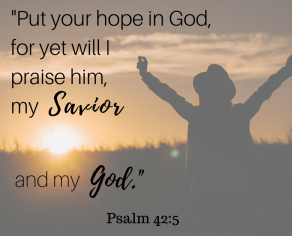 "Put your hope in God,
for yet will I
praise him,
my Savior
and my God."
Psalm 42:5